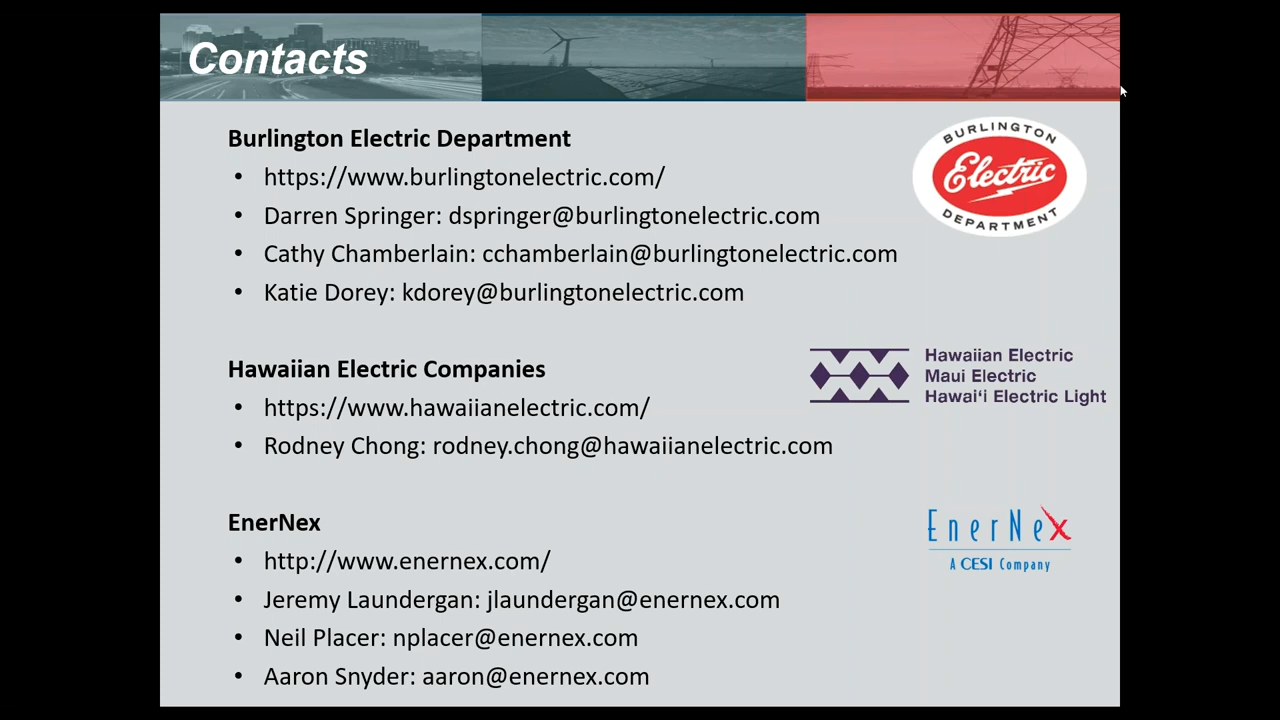 Contacts
Burlington Electric Department
• https://www.burlingtonelectric.com/
• Darren Springer: dspringer@burlingtonelectric.com
• Cathy Chamberlain: cchamberlain@burlingtonelectric.com
• Katie Dorey: kdorey@burlingtonelectric.com
BURLINGTON
Electric
DEPARTMENT
Hawaiian Electric Companies
• https://www.hawaiianelectric.com/
• Rodney Chong: rodney.chong@hawaiianelectric.com
Hawaiian Electric
Maui Electric
Hawai‘i Electric Light
EnerNex
• http://www.enernex.com/
• Jeremy Laundergan: jlaundergan@enernex.com
• Neil Placer: nplacer@enernex.com
• Aaron Snyder: aaron@enernex.com
EnerNex
A CESI Company